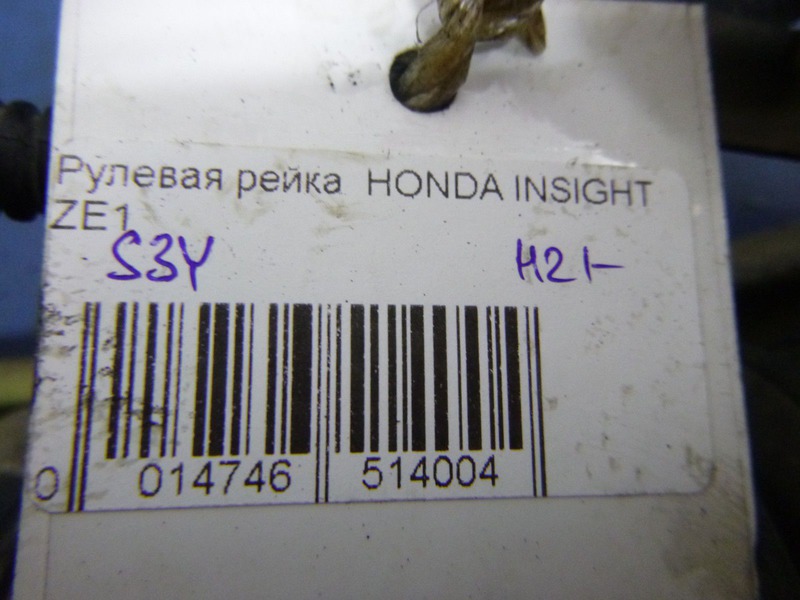 Рулевая рейка HONDA INSIGHT
ZE1
S3Y H21-
0 014746 514004